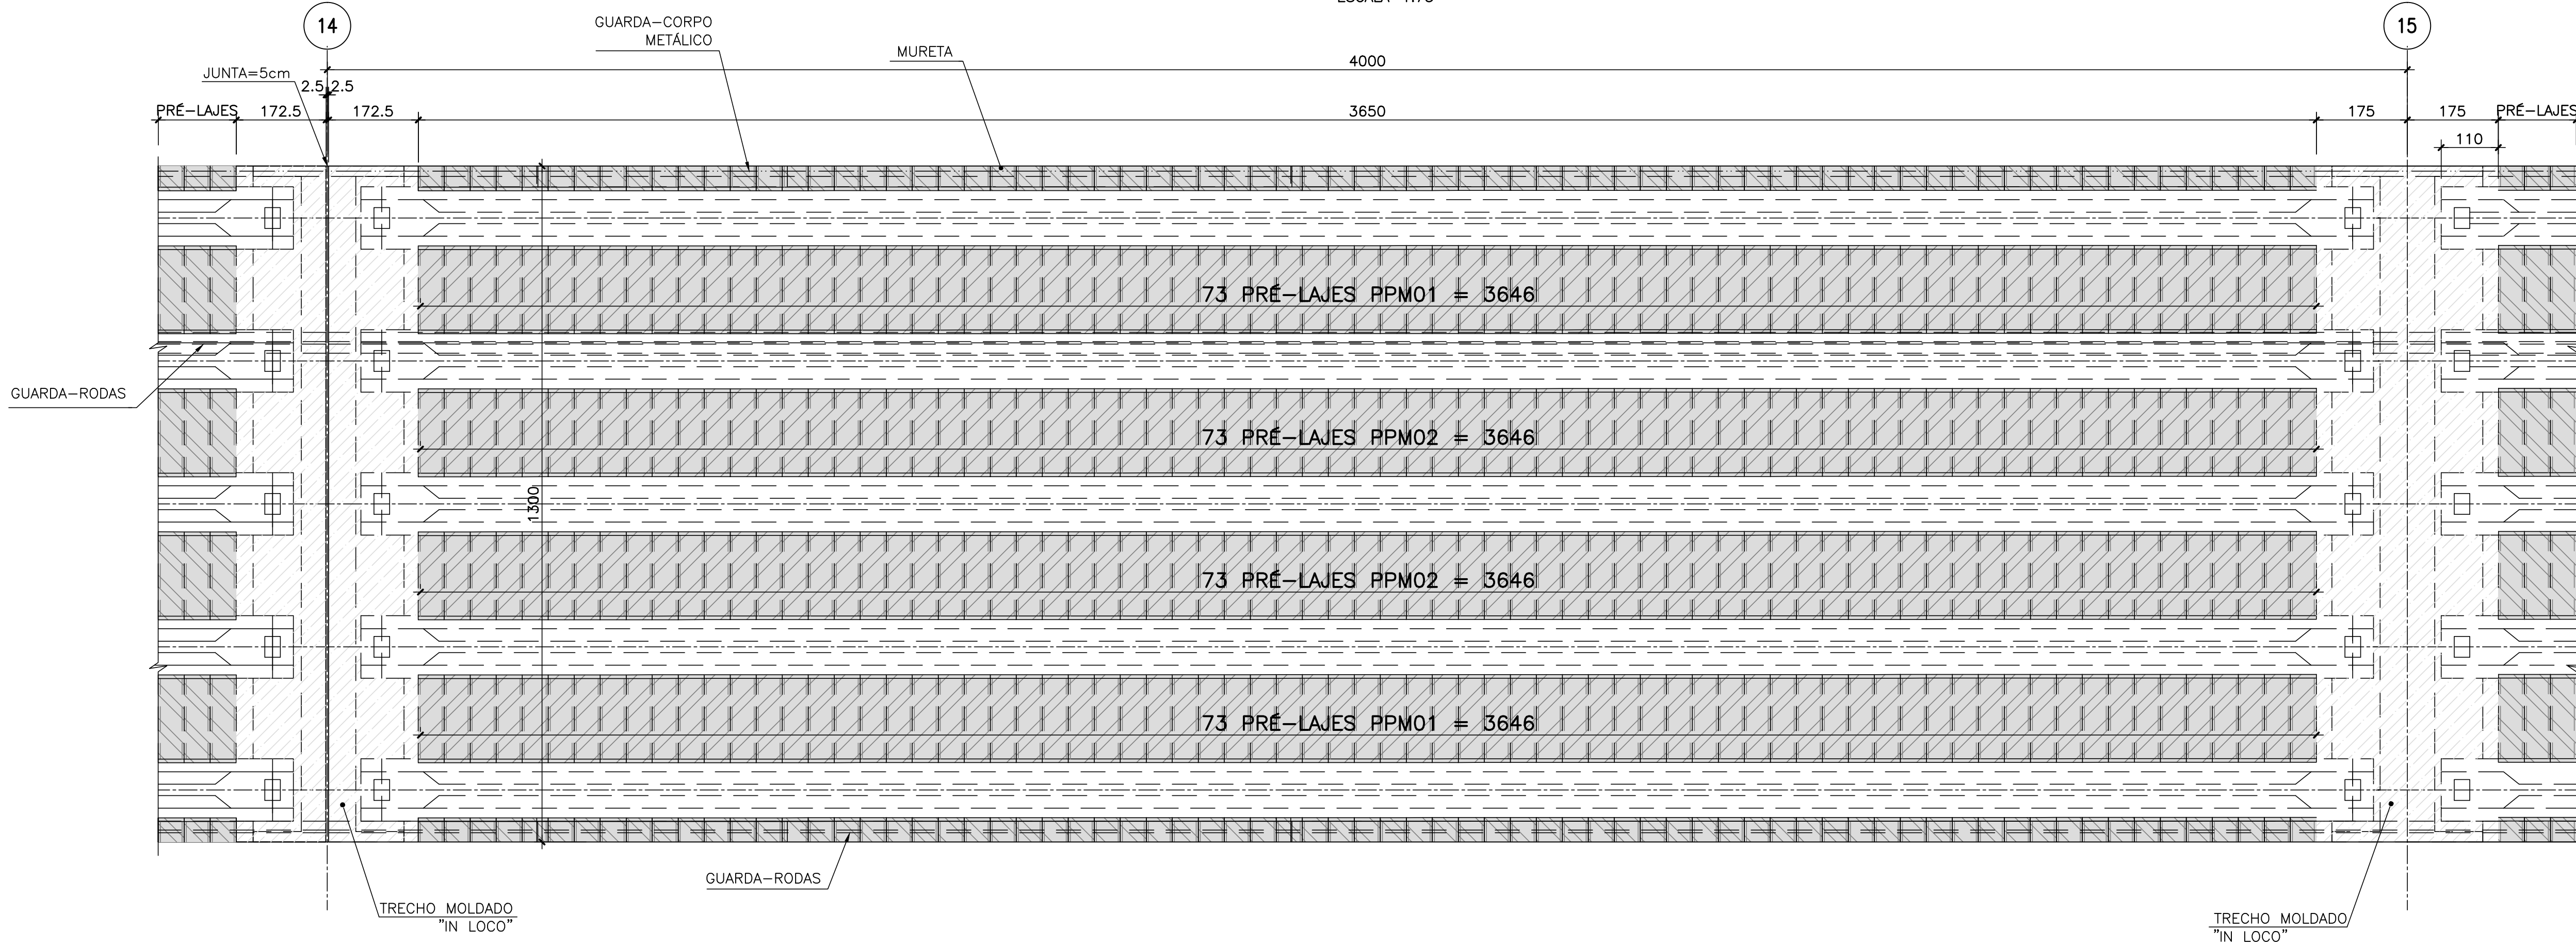 14
15
GUARDA-CORPO
METÁLICO
MURETA
4000
JUNTA=5cm
2.5 2.5
PRÉ-LAJES 172.5 172.5 3650 175 175 PRÉ-LAJES
110
73 PRÉ-LAJES PPM01 = 3646
GUARDA-RODAS
73 PRÉ-LAJES PPM02 = 3646
1300
73 PRÉ-LAJES PPM02 = 3646
73 PRÉ-LAJES PPM01 = 3646
GUARDA-RODAS
TRECHO MOLDADO
"IN LOCO"
TRECHO MOLDADO
"IN LOCO"